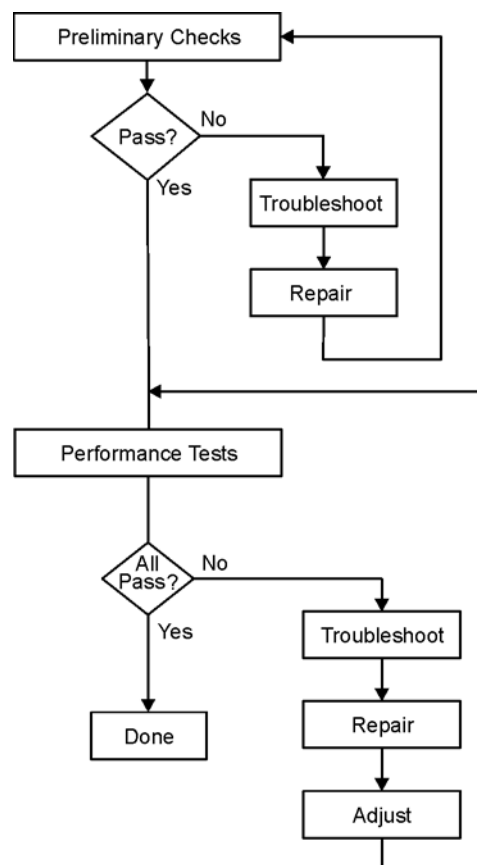 Preliminary Checks
Pass?
No
Yes
Troubleshoot
Repair
Performance Tests
All
Pass?
No
Yes
Troubleshoot
Repair
Done
Adjust